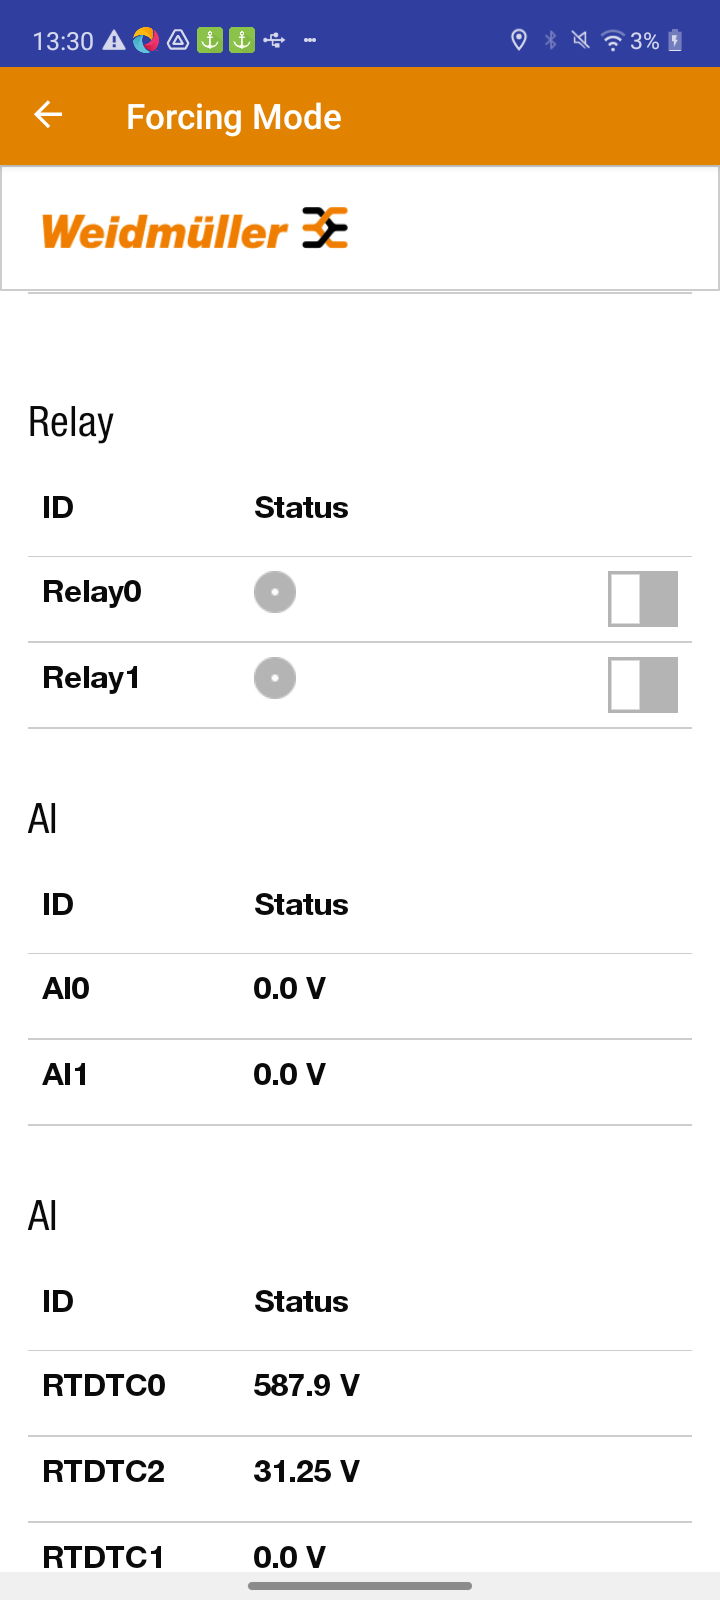 13:30 3%
Forcing Mode
Weidmüller
Relay
ID Status
Relay0
Relay1
AI
ID Status
AI0 0.0 V
AI1 0.0 V
AI
ID Status
RTDTC0 587.9 V
RTDTC2 31.25 V
RTDTC1 0.0 V